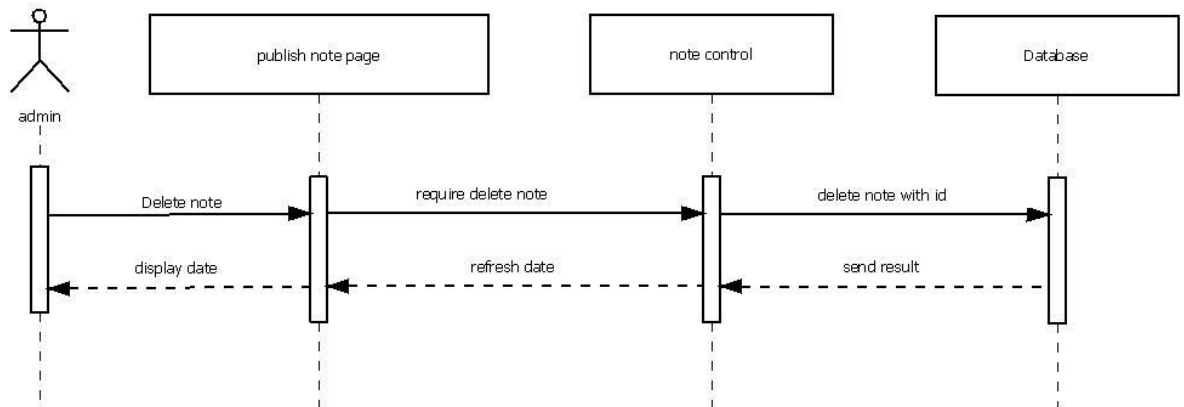 publish note page
note control
Database
admin
Delete note
require delete note
delete note with id
display date
refresh date
send result